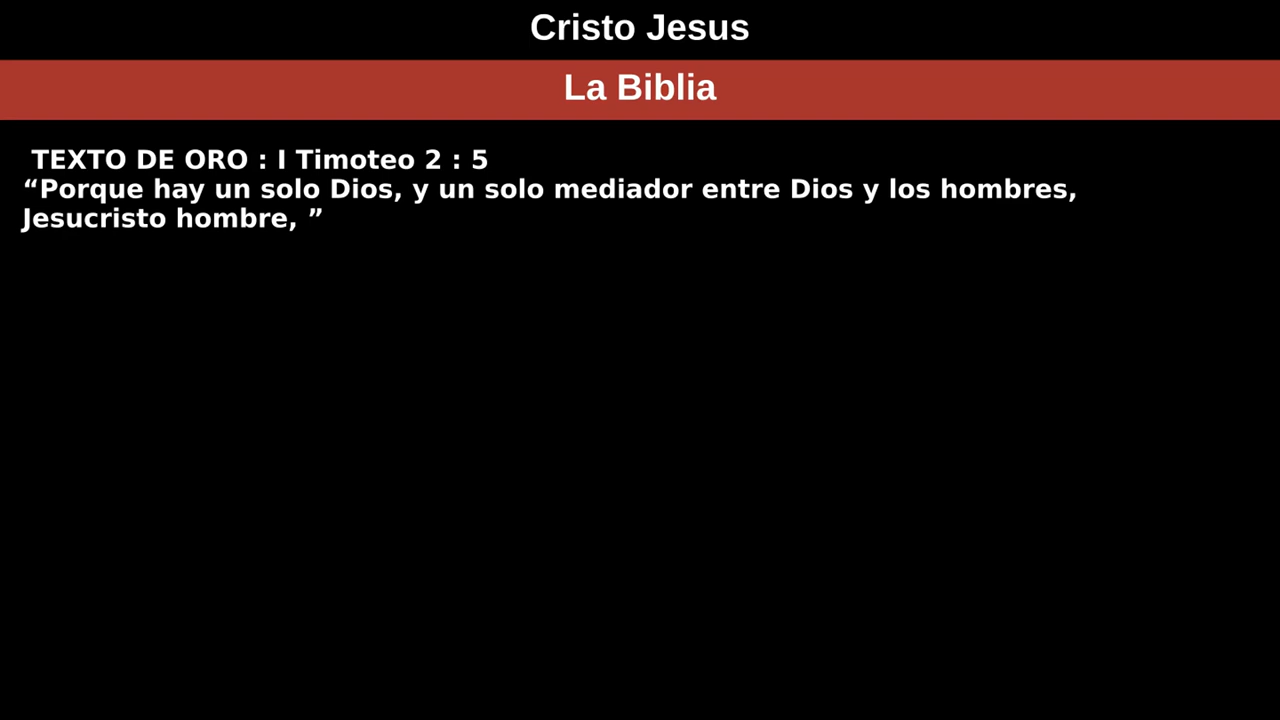 Cristo Jesus
La Biblia
TEXTO DE ORO : I Timoteo 2 : 5
“Porque hay un solo Dios, y un solo mediador entre Dios y los hombres,
Jesucristo hombre, ”